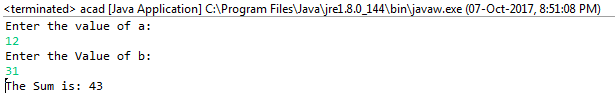 <terminated> acad [Java Application] C:\Program Files\Java\jre1.8.0_144\bin\javaw.exe (07-Oct-2017, 8:51:08 PM)
Enter the value of a:
12
Enter the Value of b:
31
The Sum is: 43